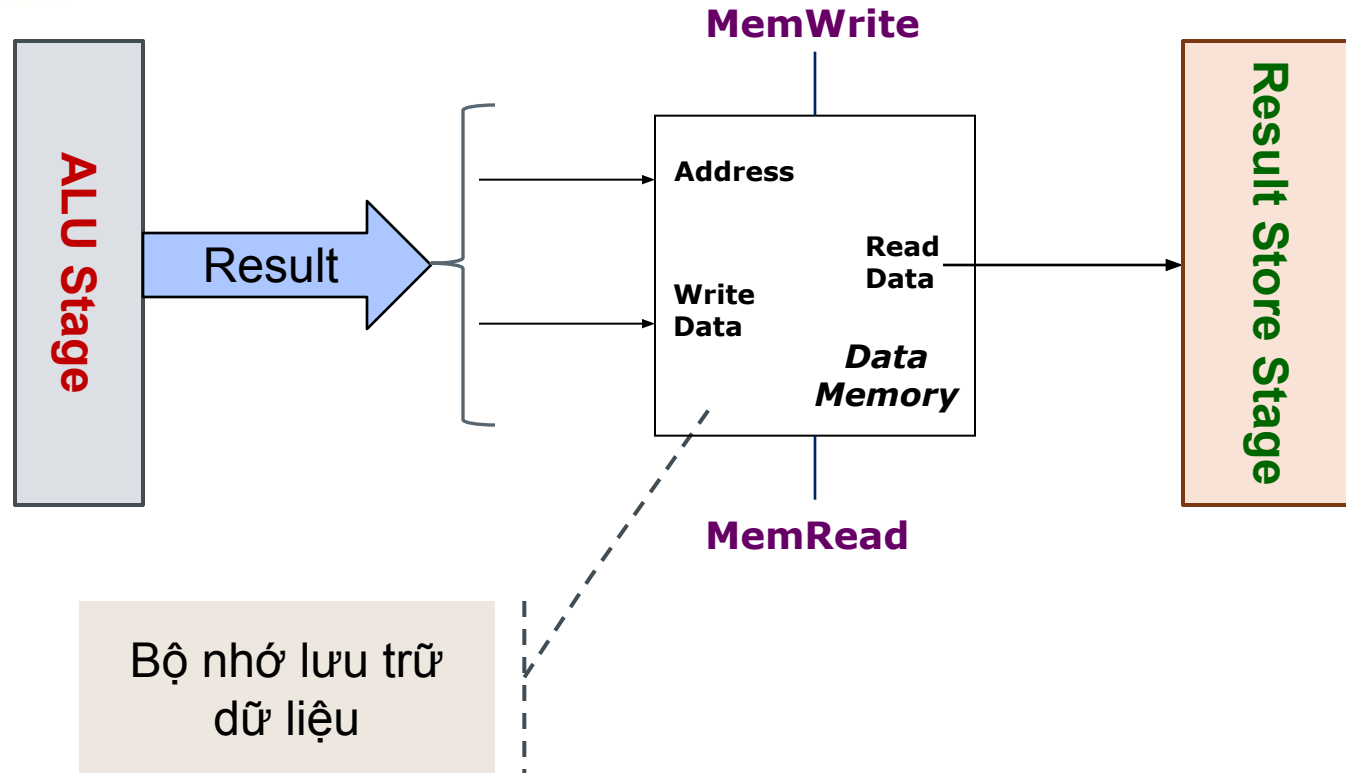 MemWrite
ALU Stage
Result
Address
Write
Data
Read
Data
Data
Memory
Result Store Stage
MemRead
Bộ nhớ lưu trữ
dữ liệu